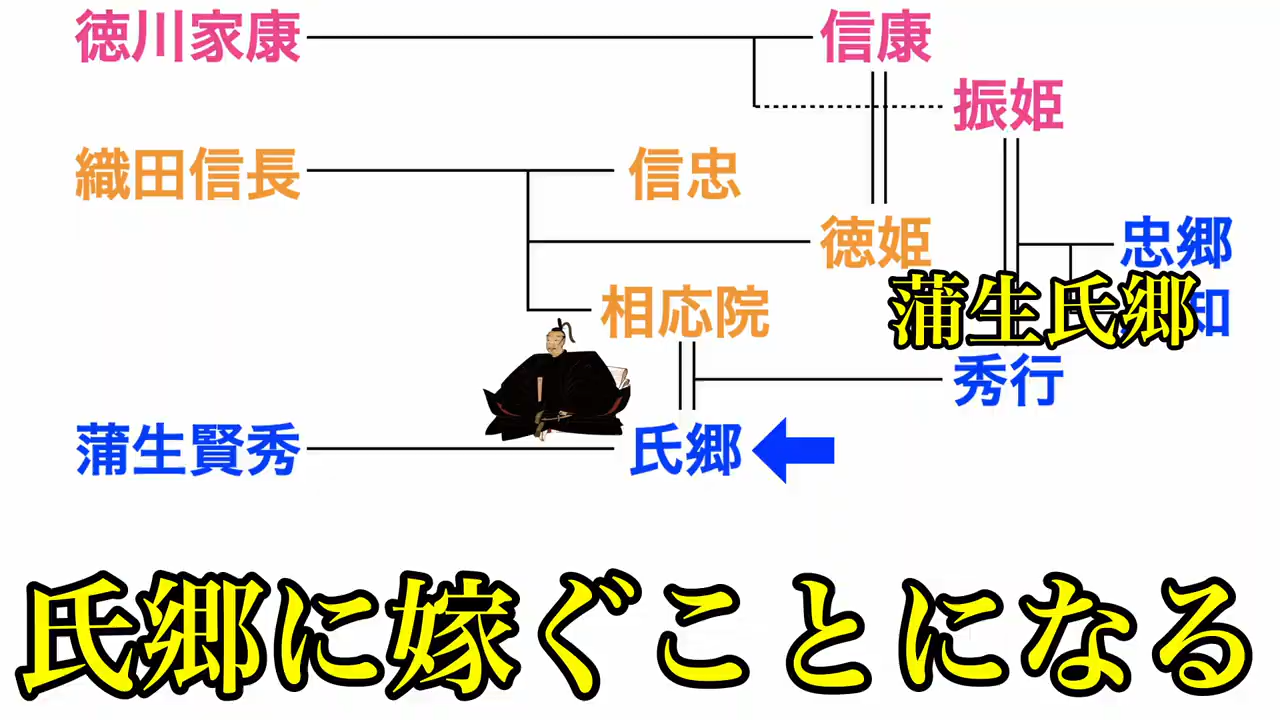 徳川家康 信康
振姫
織田信長 信忠
徳姫 忠郷
相応院 蒲生氏郷 知
秀行
蒲生賢秀 氏郷
氏郷に嫁ぐことになる